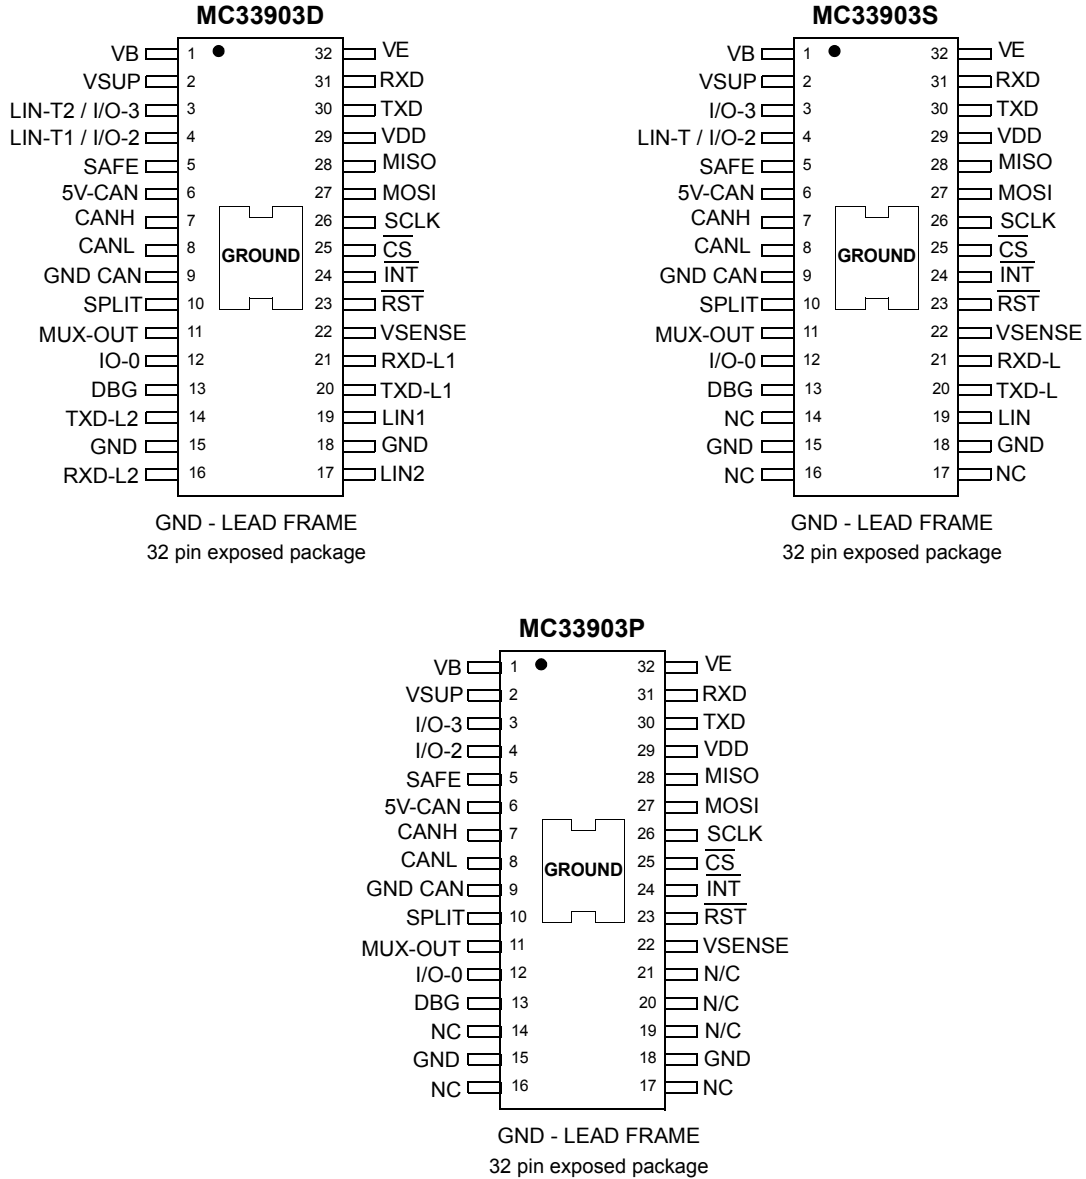 MC33903D
VB 1 32 VE
VSUP 2 31 RXD
LIN-T2 / I/O-3 3 30 TXD
LIN-T1 / I/O-2 4 29 VDD
SAFE 5 28 MISO
5V-CAN 6 27 MOSI
CANH 7 26 SCLK
CANL 8 GROUND 25 CS
GND CAN 9 24 INT
SPLIT 10 23 RST
MUX-OUT 11 22 VSENSE
IO-0 12 21 RXD-L1
DBG 13 20 TXD-L1
TXD-L2 14 19 LIN1
GND 15 18 GND
RXD-L2 16 17 LIN2
GND - LEAD FRAME
32 pin exposed package
MC33903S
VB 1 32 VE
VSUP 2 31 RXD
I/O-3 3 30 TXD
LIN-T / I/O-2 4 29 VDD
SAFE 5 28 MISO
5V-CAN 6 27 MOSI
CANH 7 26 SCLK
CANL 8 GROUND 25 CS
GND CAN 9 24 INT
SPLIT 10 23 RST
MUX-OUT 11 22 VSENSE
I/O-0 12 21 RXD-L
DBG 13 20 TXD-L
NC 14 19 LIN
GND 15 18 GND
NC 16 17 NC
GND - LEAD FRAME
32 pin exposed package
MC33903P
VB 1 32 VE
VSUP 2 31 RXD
I/O-3 3 30 TXD
I/O-2 4 29 VDD
SAFE 5 28 MISO
5V-CAN 6 27 MOSI
CANH 7 26 SCLK
CANL 8 GROUND 25 CS
GND CAN 9 24 INT
SPLIT 10 23 RST
MUX-OUT 11 22 VSENSE
I/O-0 12 21 N/C
DBG 13 20 N/C
NC 14 19 N/C
GND 15 18 GND
NC 16 17 NC
GND - LEAD FRAME
32 pin exposed package